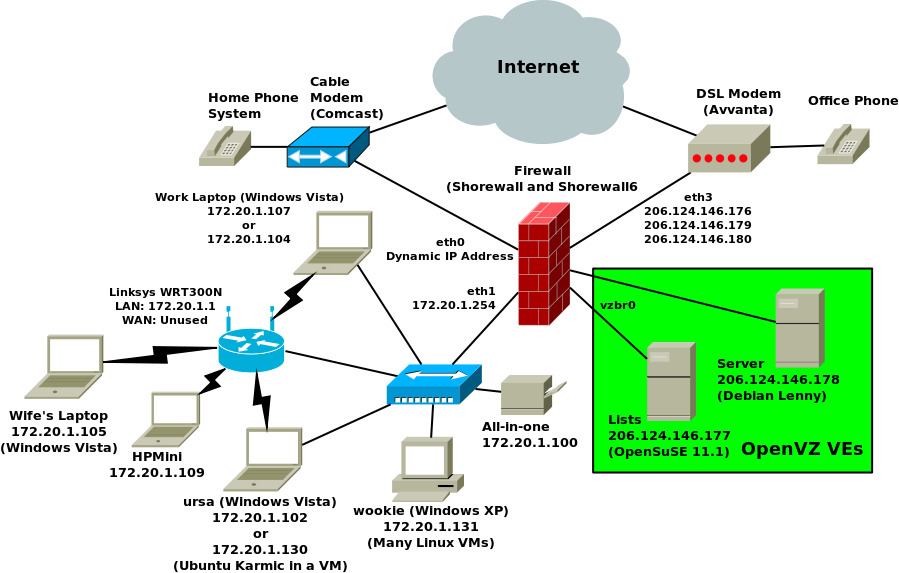 Internet
Cable
Modem
(Comcast)
Home Phone
System
DSL Modem
(Avvanta)
Office Phone
Firewall
(Shorewall and Shorewall6
Work Laptop (Windows Vista)
172.20.1.107
or
172.20.1.104
eth3
206.124.146.176
206.124.146.179
206.124.146.180
eth0
Dynamic IP Address
eth1
172.20.1.254
Linksys WRT300N
LAN: 172.20.1.1
WAN: Unused
vzbr0
Server
206.124.146.178
(Debian Lenny)
Lists
206.124.146.177
(OpenSuSE 11.1)
OpenVZ VEs
Wife's Laptop
172.20.1.105
(Windows Vista)
HPMini
172.20.1.109
All-in-one
172.20.1.100
ursa (Windows Vista)
172.20.1.102
or
172.20.1.130
(Ubuntu Karmic in a VM)
wookie (Windows XP)
172.20.1.131
(Many Linux VMs)